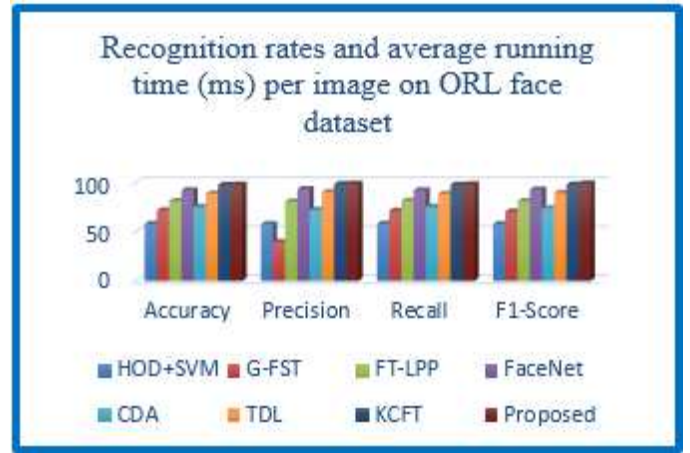 Recognition rates and average running
time (ms) per image on ORL face
dataset
100
50
0
Accuracy Precision Recall F1-Score
HOD+SVM G-FST FT-LPP FaceNet
CDA TDL KCFT Proposed